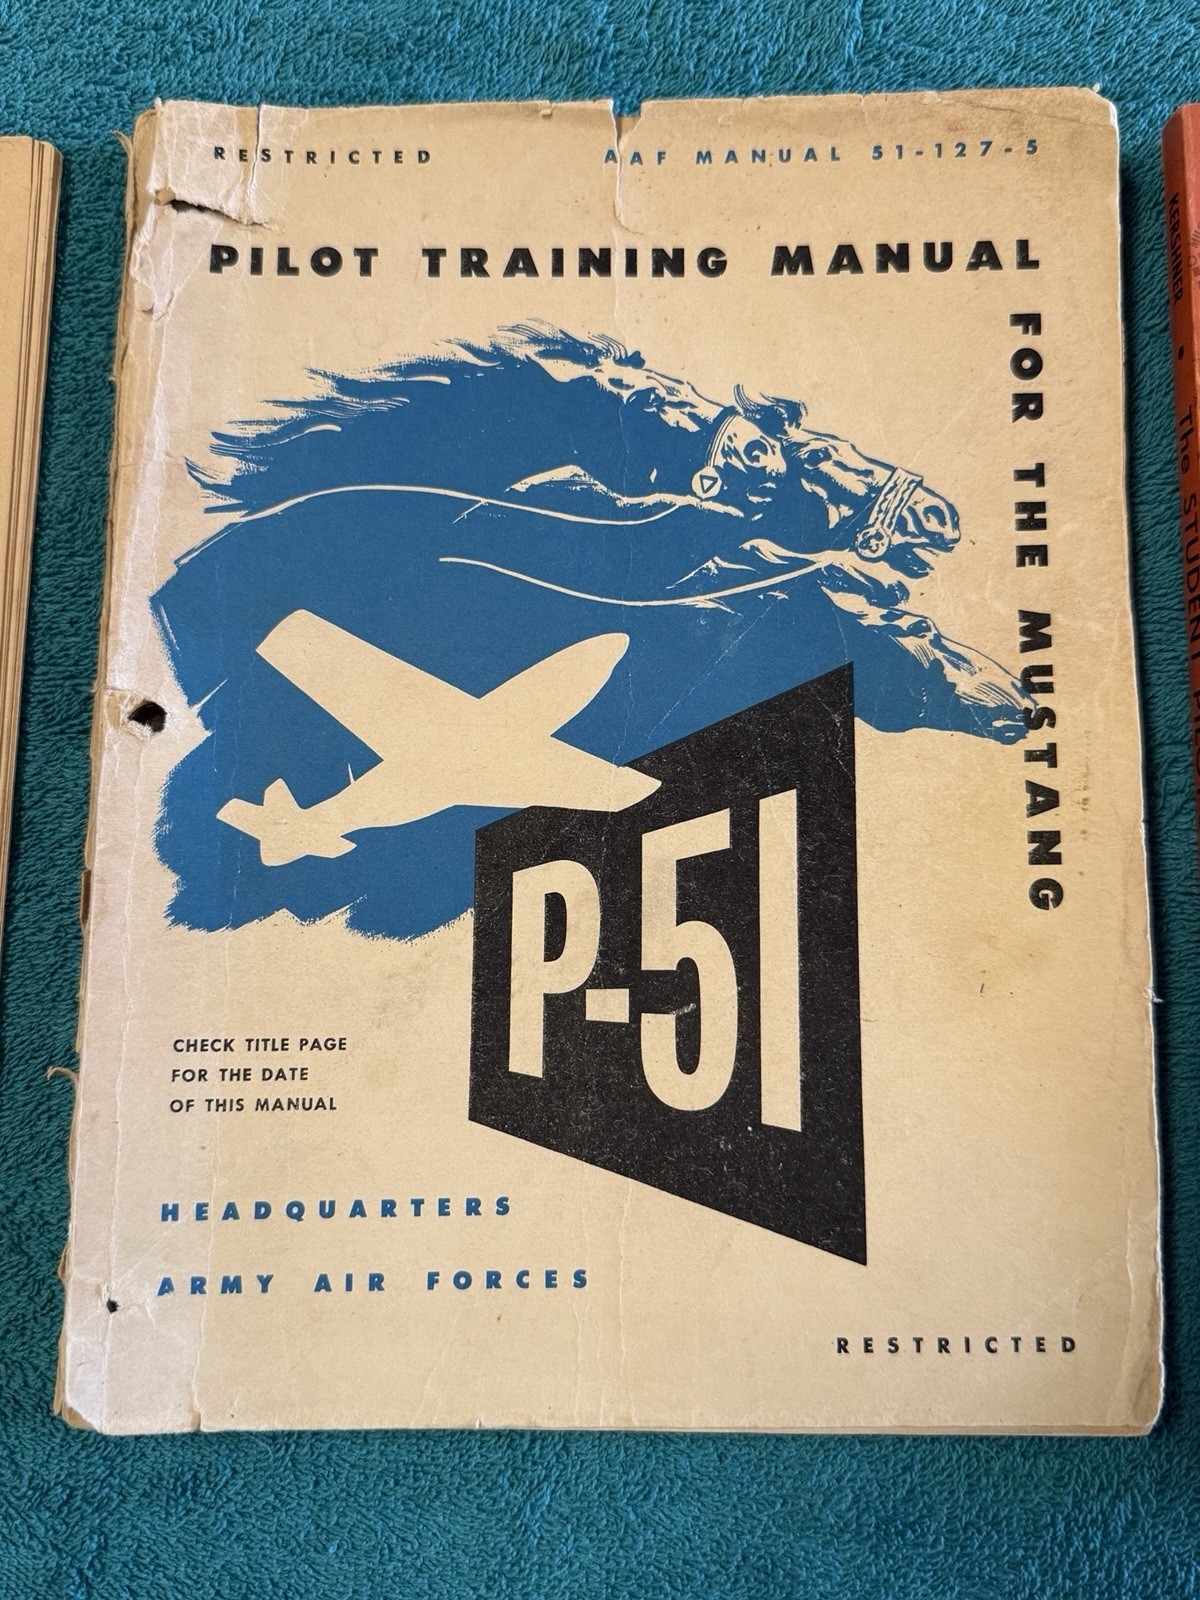 RESTRICTED
AAF MANUAL 51-127-5
PILOT TRAINING MANUAL
FOR THE MUSTANG
P-51
CHECK TITLE PAGE
FOR THE DATE
OF THIS MANUAL
HEADQUARTERS
ARMY AIR FORCES
RESTRICTED
KERSHNER • The STUDENT